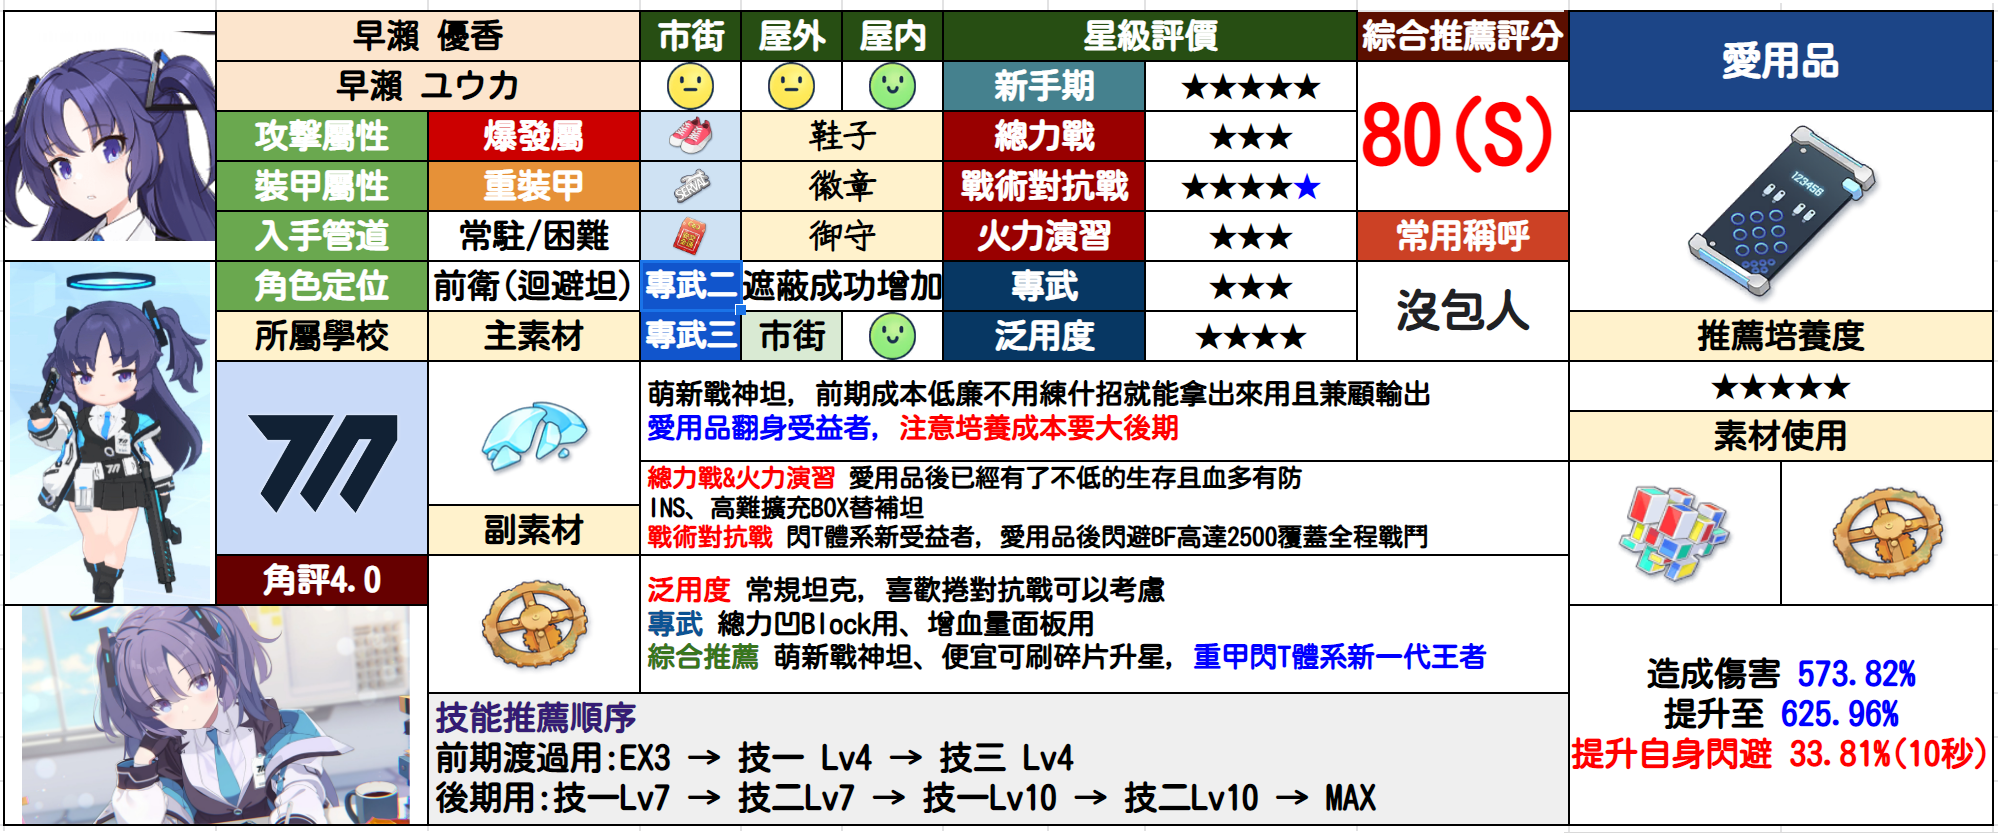 早瀨 優香
市街
屋外
屋内
星級評價
綜合推薦評分
愛用品
早瀨 ユウカ
新手期
★★★★★
80(S)
攻擊屬性
爆發屬
鞋子
總力戰
★★★
裝甲屬性
重裝甲
SERVAL
徽章
戰術對抗戰
★★★★★
入手管道
常駐/困難
御守
火力演習
★★★
常用稱呼
角色定位
前衛(迴避坦)
專武二
遮蔽成功增加
專武
★★★
沒包人
123456
所屬學校
主素材
專武三
市街
泛用度
★★★★
推薦培養度
★★★★★
素材使用
萌新戰神坦, 前期成本低廉不用練什招就能拿出來用且兼顧輸出
愛用品翻身受益者, 注意培養成本要大後期
總力戰&火力演習 愛用品後已經有了不低的生存且血多有防
INS、高難擴充BOX替補坦
戰術對抗戰 閃T體系新受益者, 愛用品後閃避BF高達2500覆蓋全程戰鬥
副素材
角評4.0
泛用度 常規坦克, 喜歡捲對抗戰可以考慮
專武 總力凹Block用、增血量面板用
綜合推薦 萌新戰神坦、便宜可刷碎片升星, 重甲閃T體系新一代王者
技能推薦順序
前期渡過用:EX3 → 技一 Lv4 → 技三 Lv4
後期用:技一Lv7 → 技二Lv7 → 技一Lv10 → 技二Lv10 → MAX
造成傷害 573.82%
提升至 625.96%
提升自身閃避 33.81%(10秒)